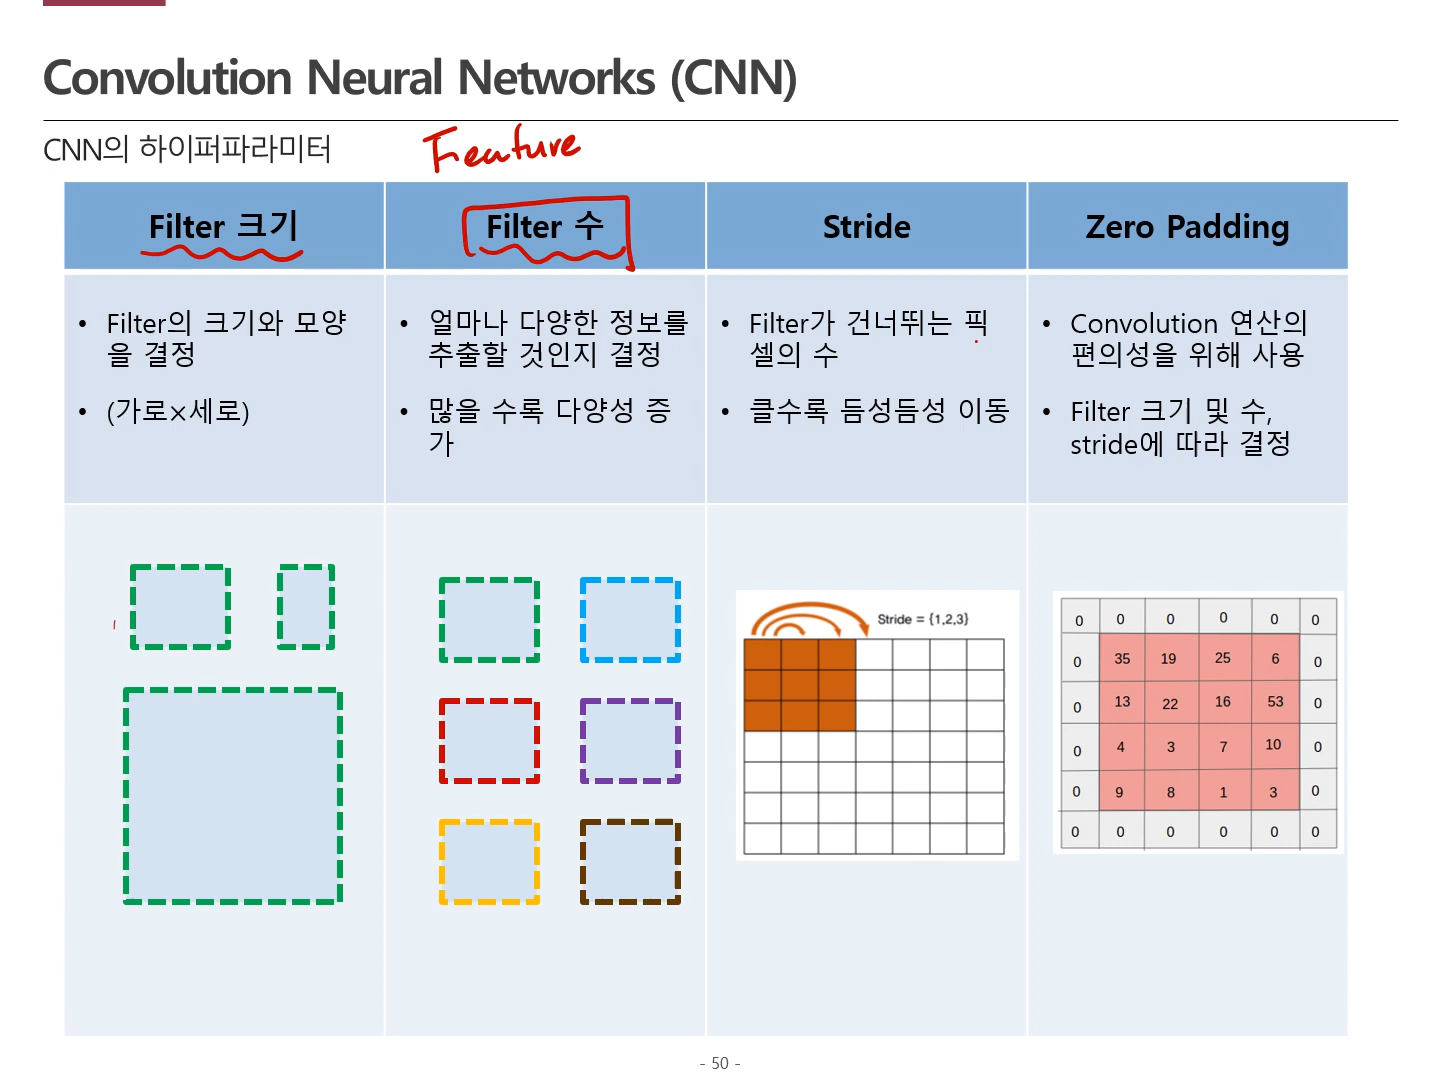 Convolution Neural Networks (CNN)
CNN의 하이퍼파라미터
Feature
Filter 크기
Filter 수
Stride
Zero Padding
• Filter의 크기와 모양
을 결정
• (가로×세로)
• 얼마나 다양한 정보를
추출할 것인지 결정
• 많을 수록 다양성 증
가
• Filter가 건너뛰는 픽
셀의 수
• 클수록 듬성듬성 이동
• Convolution 연산의
편의성을 위해 사용
• Filter 크기 및 수,
stride에 따라 결정
Stride = {1,2,3}
0 0 0 0 0 0
0 35 19 25 6 0
0 13 22 16 53 0
0 4 3 7 10 0
0 9 8 1 3 0
0 0 0 0 0 0
- 50 -